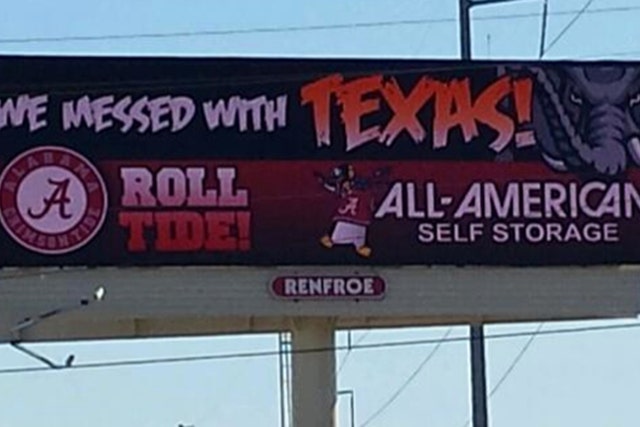 WE MESSED WITH TEXAS!
ALABAMA
A
CRIMSON TIDE
ROLL
TIDE!
A
ALL-AMERICAN
SELF STORAGE
RENFROE